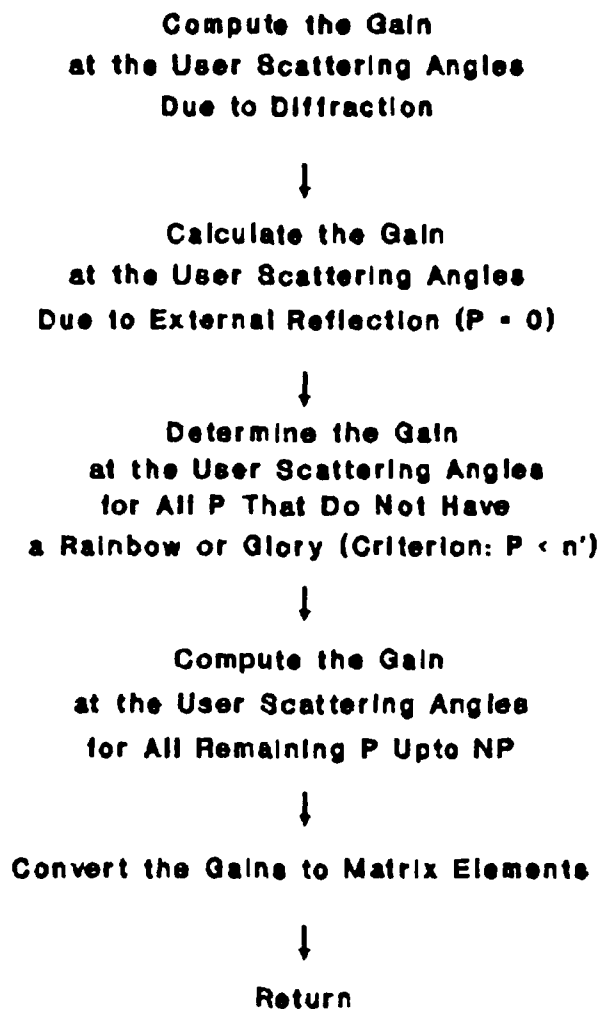 Compute the Gain
at the User Scattering Angles
Due to Diffraction
↓
Calculate the Gain
at the User Scattering Angles
Due to External Reflection (P = 0)
↓
Determine the Gain
at the User Scattering Angles
for All P That Do Not Have
a Rainbow or Glory (Criterion: P < n')
↓
Compute the Gain
at the User Scattering Angles
for All Remaining P Upto NP
↓
Convert the Gains to Matrix Elements
↓
Return